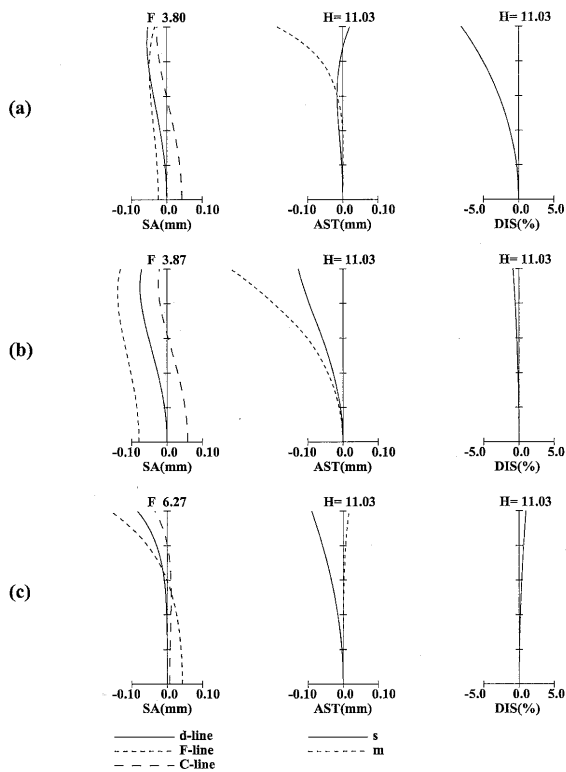 F 3.80 H= 11.03 H= 11.03
(a)
-0.10 0.0 0.10 -0.10 0.0 0.10 -5.0 0.0 5.0
SA(mm) AST(mm) DIS(%)
F 3.87 H= 11.03 H= 11.03
(b)
-0.10 0.0 0.10 -0.10 0.0 0.10 -5.0 0.0 5.0
SA(mm) AST(mm) DIS(%)
F 6.27 H= 11.03 H= 11.03
(c)
-0.10 0.0 0.10 -0.10 0.0 0.10 -5.0 0.0 5.0
SA(mm) AST(mm) DIS(%)
d-line s
F-line m
C-line